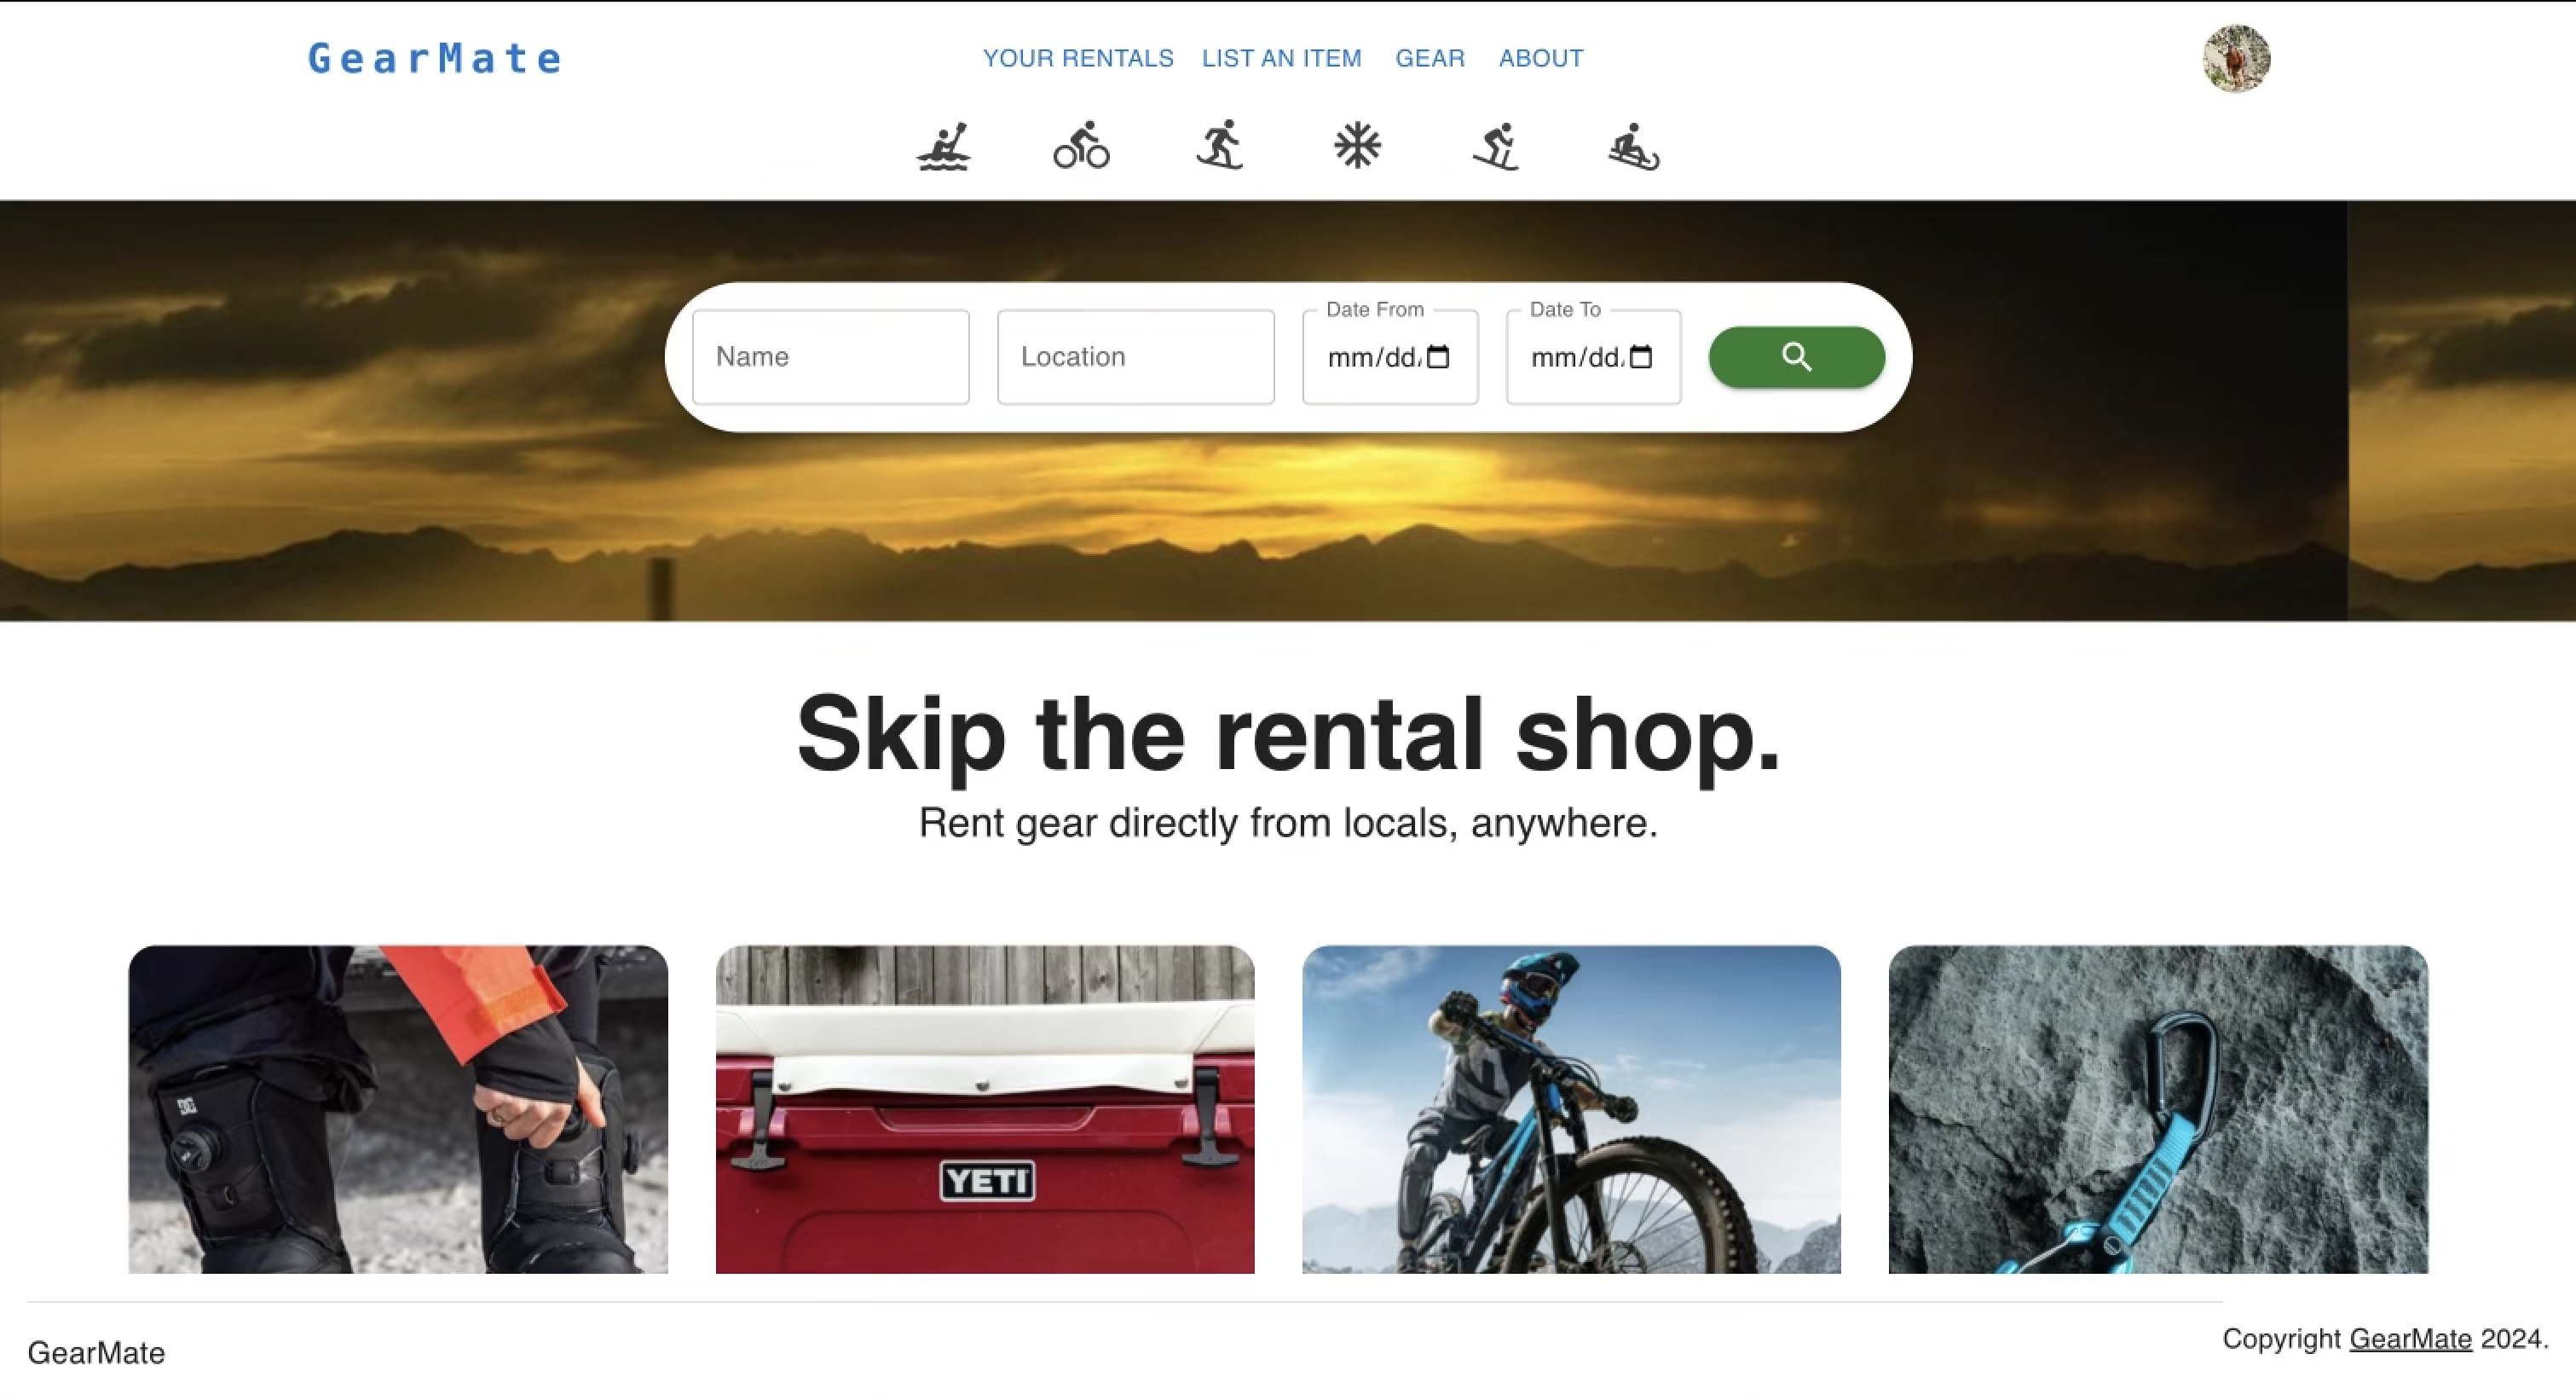 GearMate
YOUR RENTALS LIST AN ITEM GEAR ABOUT
Date From Date To
Name Location mm/dd/ mm/dd/
Skip the rental shop.
Rent gear directly from locals, anywhere.
YETI
GearMate
Copyright GearMate 2024.